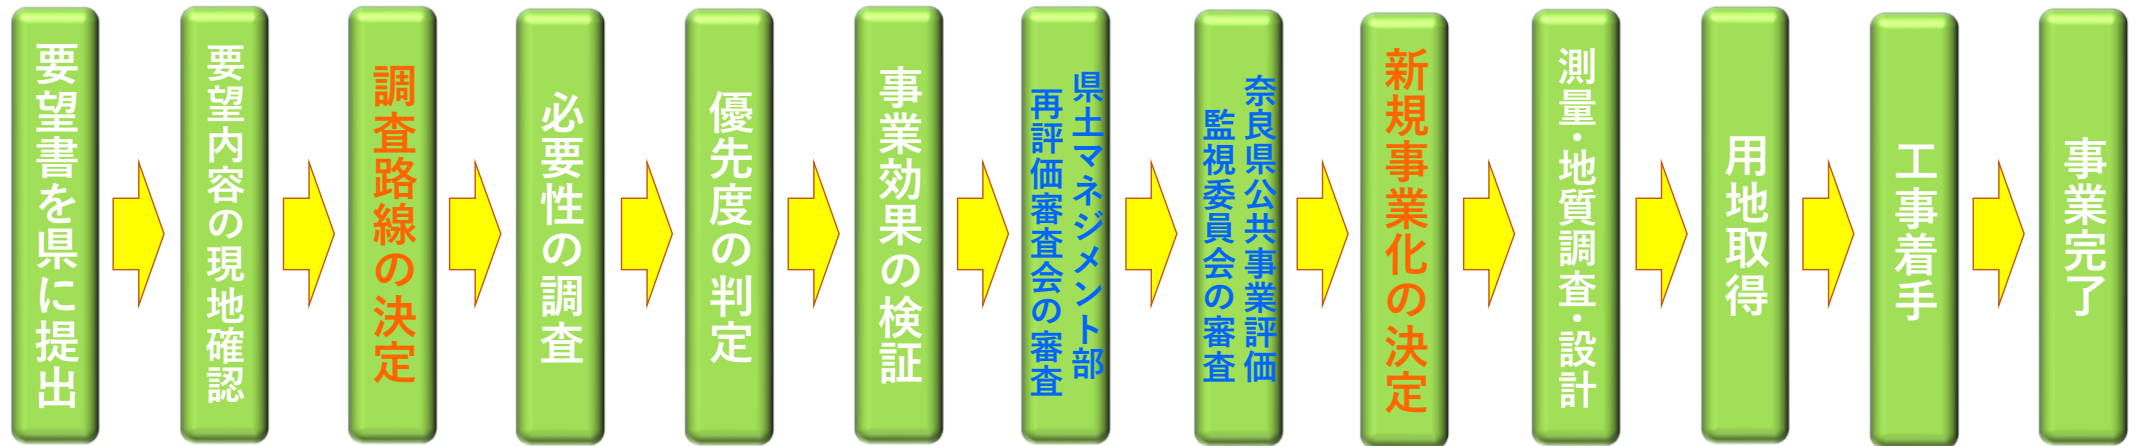 要望書を県に提出
要望内容の現地確認
調査路線の決定
必要性の調査
優先度の判定
事業効果の検証
県土マネジメント部
再評価審査会の審査
奈良県公共事業評価
監視委員会の審査
新規事業化の決定
測量・地質調査・設計
用地取得
工事着手
事業完了